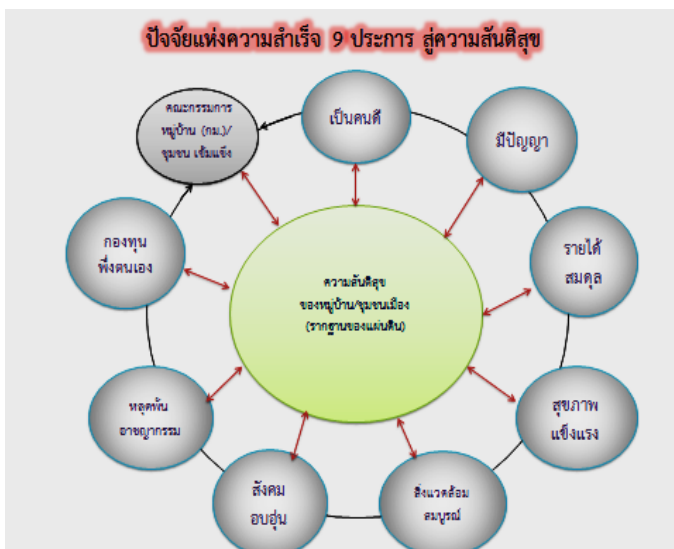 ปัจจัยแห่งความสำเร็จ 9 ประการ สู่ความสันติสุข
คณะกรรมการ
หมู่บ้าน (กม.)/
ชุมชน เข้มแข็ง
เป็นคนดี
มีปัญญา
รายได้
สมดุล
สุขภาพ
แข็งแรง
สิ่งแวดล้อม
สมบูรณ์
สังคม
อบอุ่น
หลุดพ้น
อาชญากรรม
กองทุน
พึ่งตนเอง
ความสันติสุข
ของหมู่บ้าน/ชุมชนเมือง
(รากฐานของแผ่นดิน)